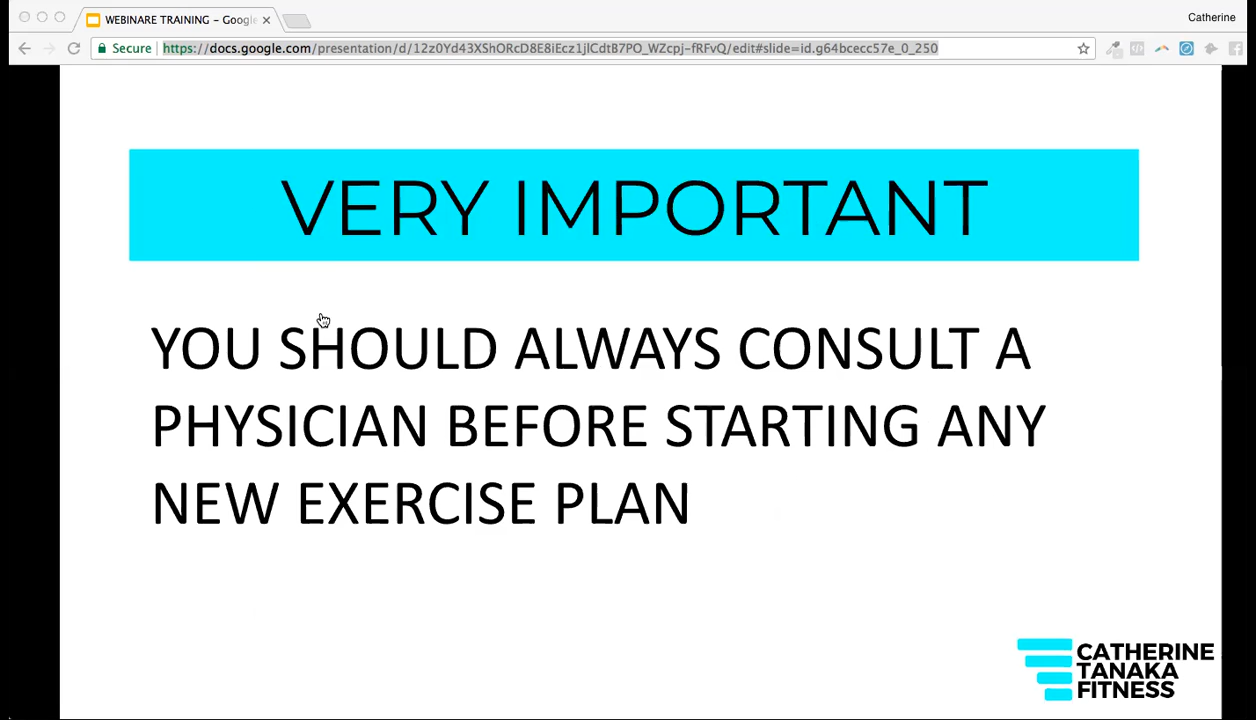 WEBINARE TRAINING – Google
Catherine
Secure https://docs.google.com/presentation/d/12z0Yd43XShORcD8E8iEcz1jlCdtB7PO_WZcpj-fRFvQ/edit#slide=id.g64bcecc57e_0_250
VERY IMPORTANT
YOU SHOULD ALWAYS CONSULT A
PHYSICIAN BEFORE STARTING ANY
NEW EXERCISE PLAN
CATHERINE
TANAKA
FITNESS